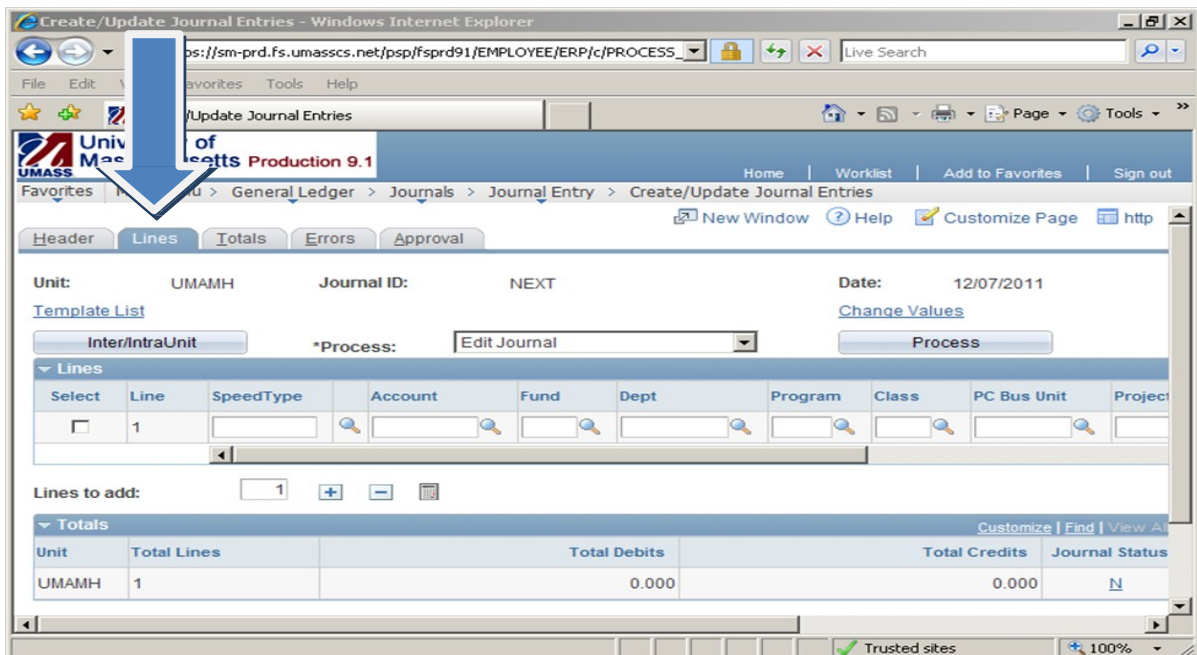 Create/Update Journal Entries - Windows Internet Explorer
ps://sm-prd.fs.umasscs.net/psp/fsprd91/EMPLOYEE/ERP/c/PROCESS_ Live Search
File Edit avorites Tools Help
/Update Journal Entries Page Tools »
Univ of
Mas setts Production 9.1
UMASS
Home | Worklist | Add to Favorites | Sign out
Favorites M u > General Ledger > Journals > Journal Entry > Create/Update Journal Entries
New Window Help Customize Page http
Header Lines Totals Errors Approval
Unit: UMAMH Journal ID: NEXT Date: 12/07/2011
Template List Change Values
Inter/IntraUnit *Process: Edit Journal Process
Lines
Select Line SpeedType Account Fund Dept Program Class PC Bus Unit Project
1
Lines to add: 1
Totals Customize | Find | View All
Unit Total Lines Total Debits Total Credits Journal Status
UMAMH 1 0.000 0.000 N
Trusted sites 100%